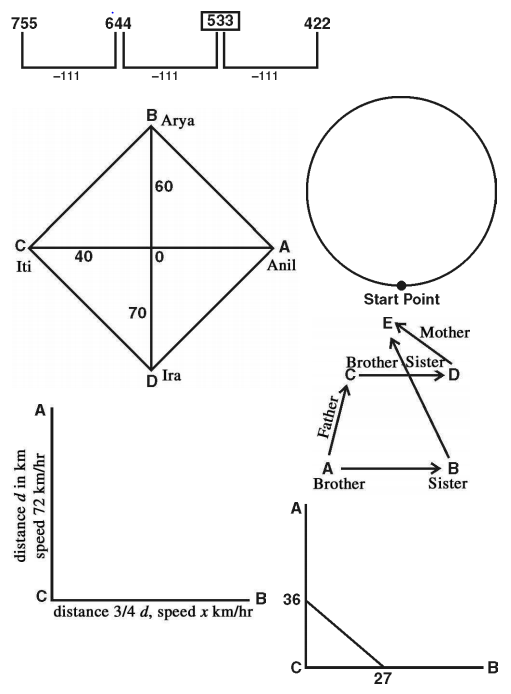 755 644 533 422
–111 –111 –111
B Arya
60
C 40 0 A
Iti Anil
70
D Ira
Start Point
E Mother
Brother Sister
C D
Father
A B
Brother Sister
A
distance d in km
speed 72 km/hr
C B
distance 3/4 d, speed x km/hr
A
36
C B
27